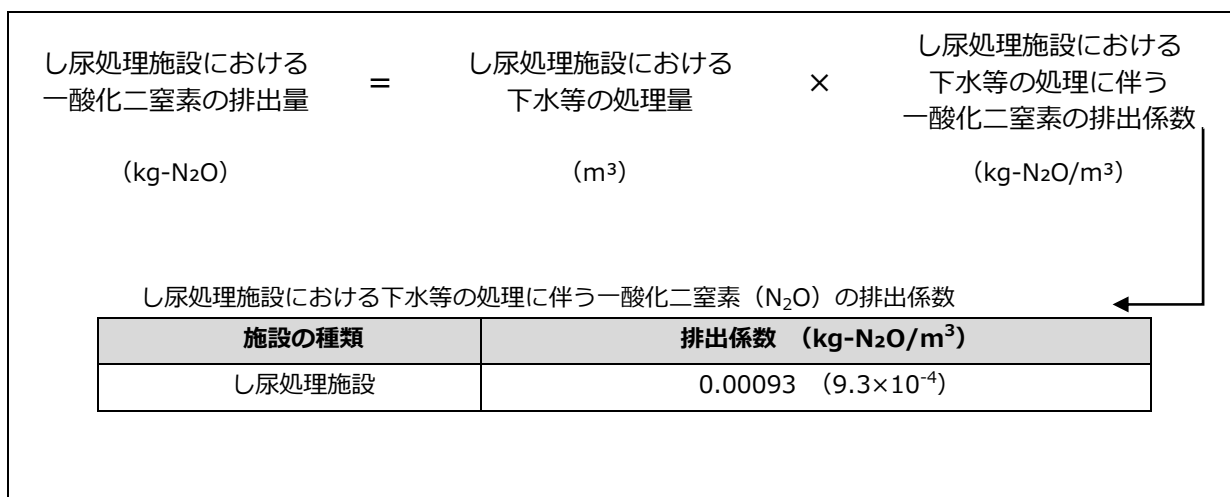 し尿処理施設における
一酸化二窒素の排出量
＝
し尿処理施設における
下水等の処理量
×
し尿処理施設における
下水等の処理に伴う
一酸化二窒素の排出係数
（kg-N₂O）
（m³）
（kg-N₂O/m³）
し尿処理施設における下水等の処理に伴う一酸化二窒素（N₂O）の排出係数
施設の種類
排出係数 （kg-N₂O/m³）
し尿処理施設
0.00093 （9.3×10⁻⁴）